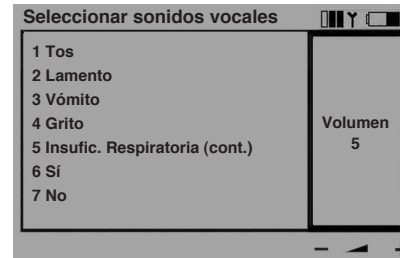 Seleccionar sonidos vocales
1 Tos
2 Lamento
3 Vómito
4 Grito
5 Insufic. Respiratoria (cont.)
6 Sí
7 No
Volumen
5